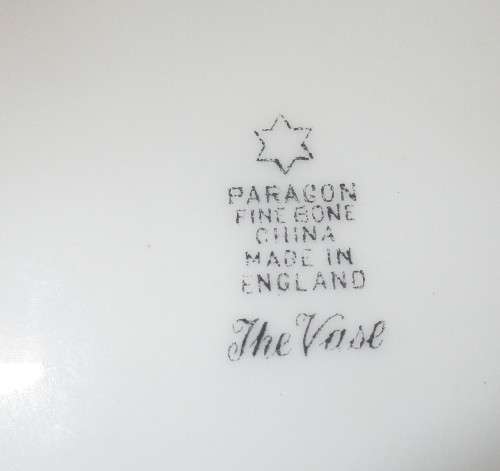 PARAGON
FINE BONE
CHINA
MADE IN
ENGLAND
The Vase